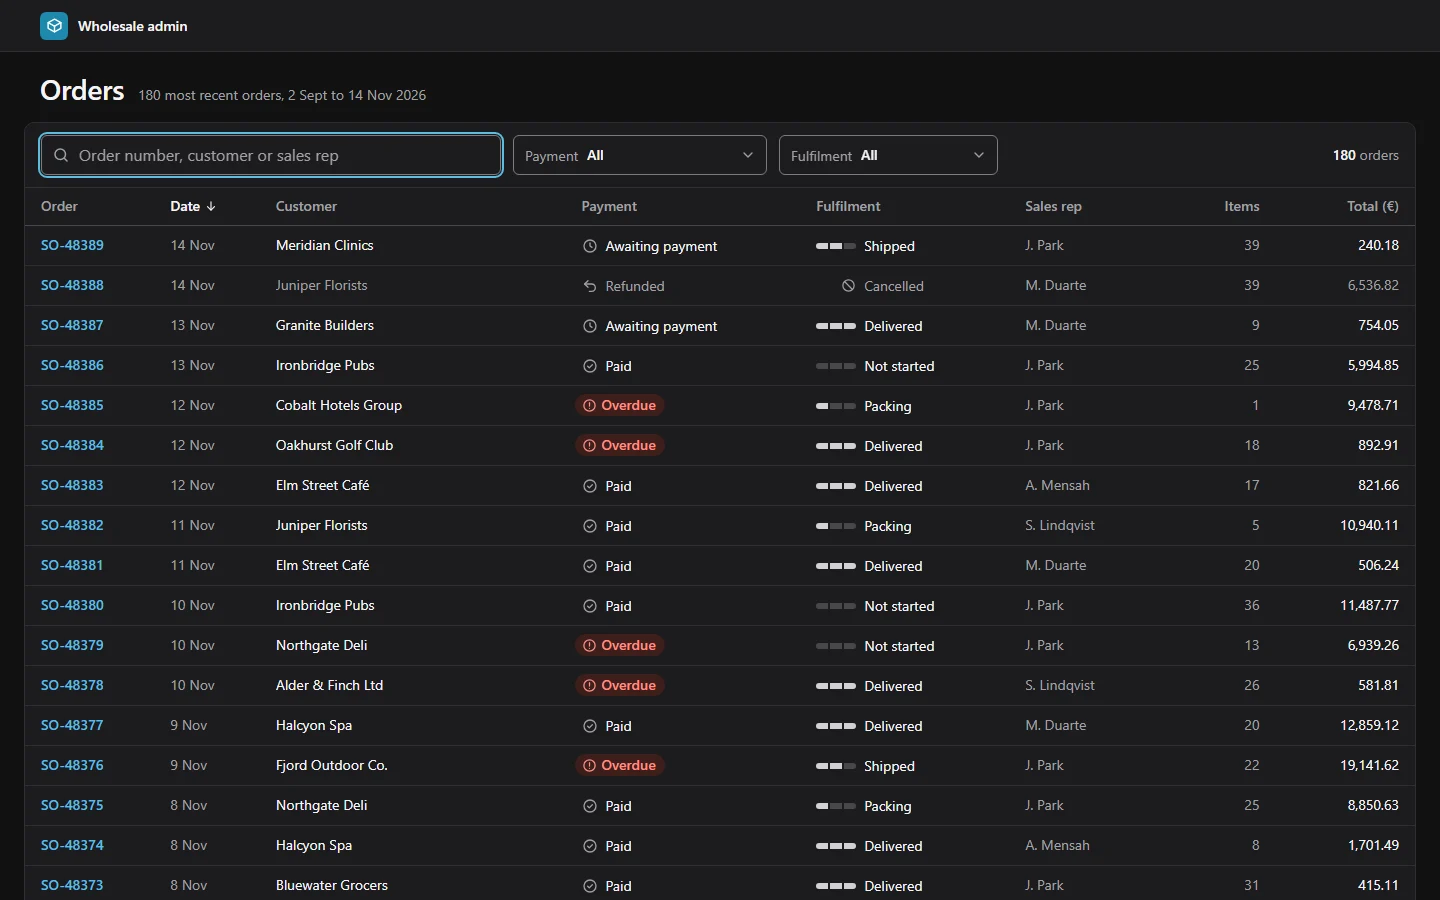 Wholesale admin
Orders 180 most recent orders, 2 Sept to 14 Nov 2026
Order number, customer or sales rep Payment All Fulfilment All 180 orders
Order Date ↓ Customer Payment Fulfilment Sales rep Items Total (€)
SO-48389 14 Nov Meridian Clinics Awaiting payment Shipped J. Park 39 240.18
SO-48388 14 Nov Juniper Florists Refunded Cancelled M. Duarte 39 6,536.82
SO-48387 13 Nov Granite Builders Awaiting payment Delivered M. Duarte 9 754.05
SO-48386 13 Nov Ironbridge Pubs Paid Not started J. Park 25 5,994.85
SO-48385 12 Nov Cobalt Hotels Group Overdue Packing J. Park 1 9,478.71
SO-48384 12 Nov Oakhurst Golf Club Overdue Delivered J. Park 18 892.91
SO-48383 12 Nov Elm Street Café Paid Delivered A. Mensah 17 821.66
SO-48382 11 Nov Juniper Florists Paid Packing S. Lindqvist 5 10,940.11
SO-48381 11 Nov Elm Street Café Paid Delivered M. Duarte 20 506.24
SO-48380 10 Nov Ironbridge Pubs Paid Not started J. Park 36 11,487.77
SO-48379 10 Nov Northgate Deli Overdue Not started J. Park 13 6,939.26
SO-48378 10 Nov Alder & Finch Ltd Overdue Delivered S. Lindqvist 26 581.81
SO-48377 9 Nov Halcyon Spa Paid Delivered M. Duarte 20 12,859.12
SO-48376 9 Nov Fjord Outdoor Co. Overdue Shipped J. Park 22 19,141.62
SO-48375 8 Nov Northgate Deli Paid Packing J. Park 25 8,850.63
SO-48374 8 Nov Halcyon Spa Paid Delivered A. Mensah 8 1,701.49
SO-48373 8 Nov Bluewater Grocers Paid Delivered J. Park 31 415.11